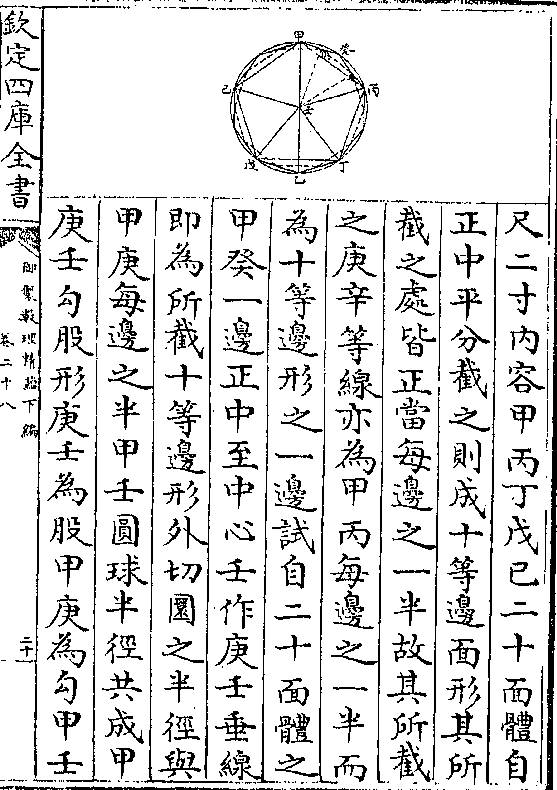 尺二寸内容甲丙丁戊己二十面體自
正中平分截之則成十等邊面形其所
截之處皆正當每邊之一半故其所截
之庚辛等線亦為甲丙每邊之一半而
為十等邊形之一邊試自二十面體之
甲癸一邊正中至中心壬作庚壬垂線
即為所截十等邊形外切圜之半徑與
甲庚每邊之半甲壬圓球半徑共成甲
庚壬勾股形庚壬為股甲庚為勾甲壬
欽定四庫全書
御製數理精蘊下編
卷二十八
二十
甲
癸
丙
己
壬
戊
丁
乙